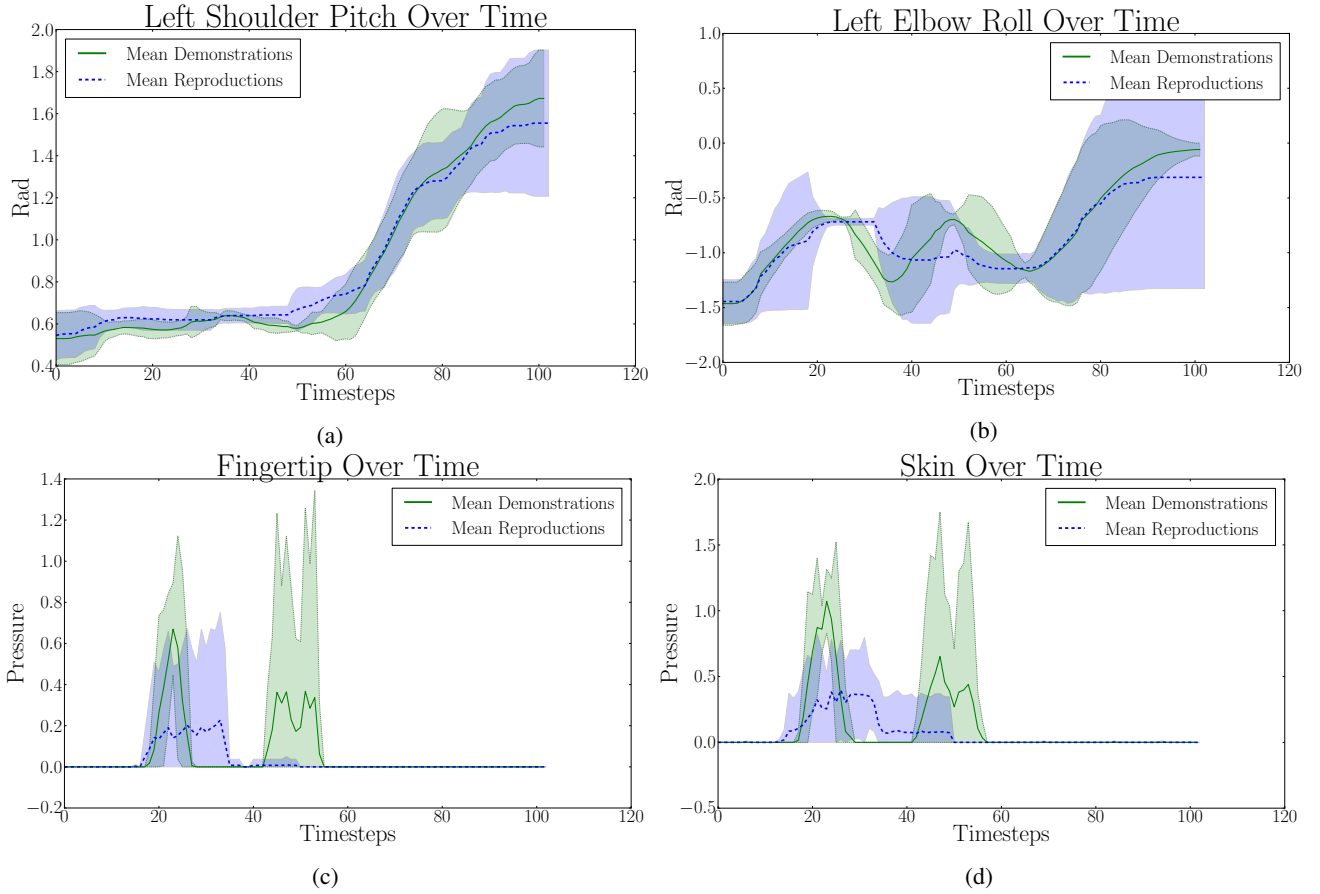 Left Shoulder Pitch Over Time
Mean Demonstrations
Mean Reproductions
Rad
2.0
1.8
1.6
1.4
1.2
1.0
0.8
0.6
0.4
0 20 40 60 80 100 120
Timesteps
(a)
Left Elbow Roll Over Time
Mean Demonstrations
Mean Reproductions
Rad
1.0
0.5
0.0
−0.5
−1.0
−1.5
−2.0
0 20 40 60 80 100 120
Timesteps
(b)
Fingertip Over Time
Mean Demonstrations
Mean Reproductions
Pressure
1.4
1.2
1.0
0.8
0.6
0.4
0.2
0.0
−0.2
0 20 40 60 80 100 120
Timesteps
(c)
Skin Over Time
Mean Demonstrations
Mean Reproductions
Pressure
2.0
1.5
1.0
0.5
0.0
−0.5
0 20 40 60 80 100 120
Timesteps
(d)